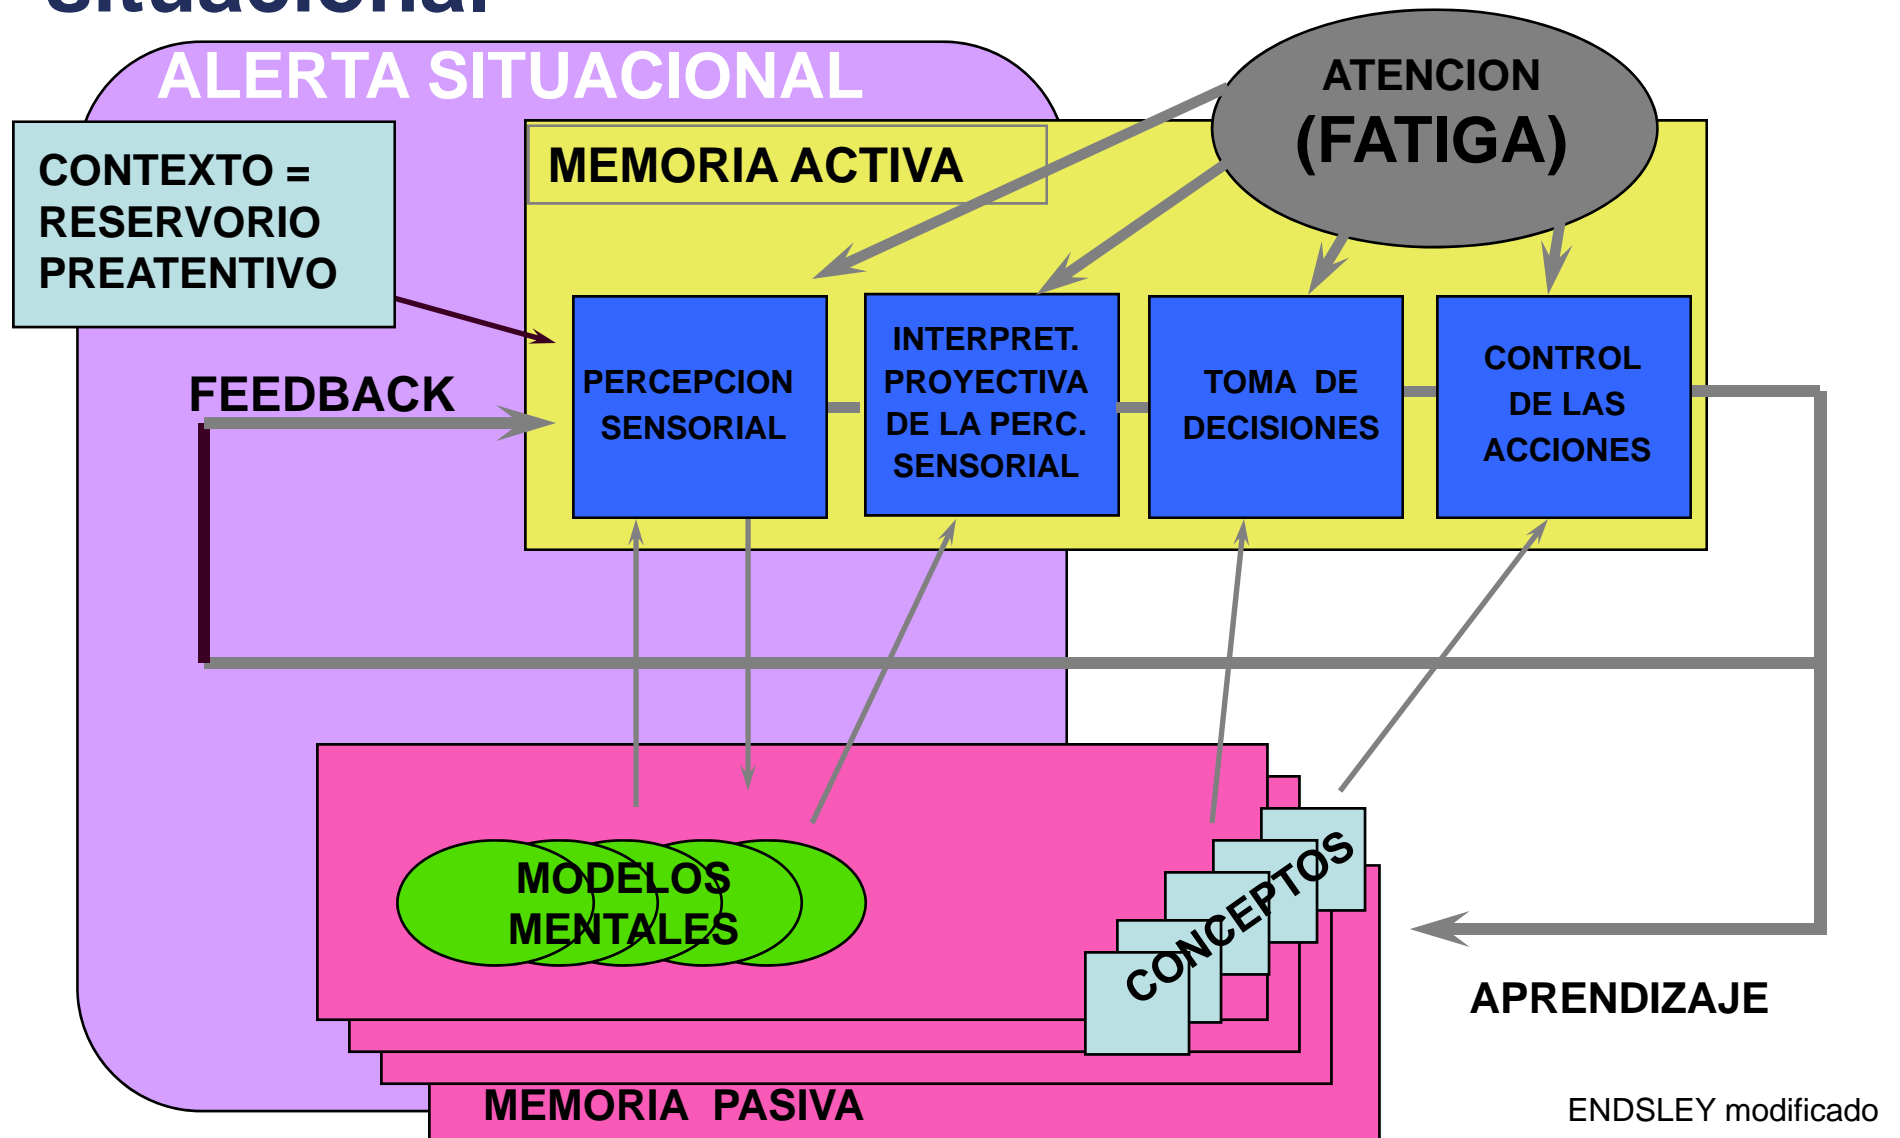 situacional
ALERTA SITUACIONAL
ATENCION
(FATIGA)
CONTEXTO =
RESERVORIO
PREATENTIVO
MEMORIA ACTIVA
FEEDBACK
PERCEPCION
SENSORIAL
INTERPRET.
PROYECTIVA
DE LA PERC.
SENSORIAL
TOMA DE
DECISIONES
CONTROL
DE LAS
ACCIONES
MODELOS
MENTALES
CONCEPTOS
APRENDIZAJE
MEMORIA PASIVA
ENDSLEY modificado